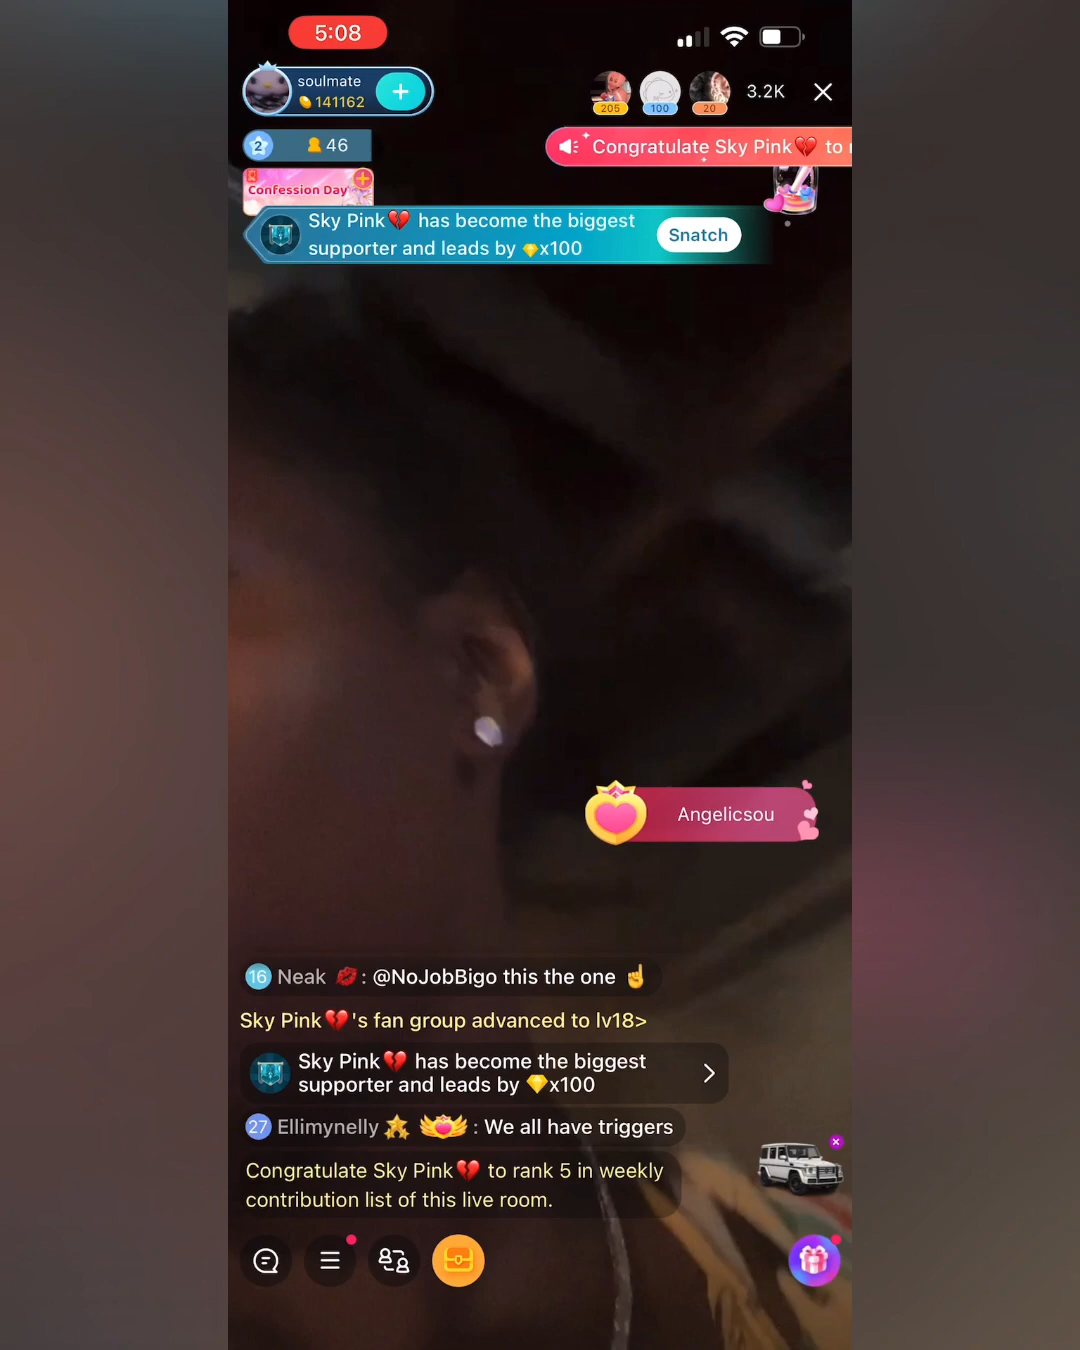 5:08
soulmate
141162
205
100
20
3.2K
2
46
Congratulate Sky Pink💔 to
Confession Day
Sky Pink💔 has become the biggest
supporter and leads by 💎x100
Snatch
Angelicsou
16 Neak 💋: @NoJobBigo this the one ☝️
Sky Pink💔's fan group advanced to lv18>
Sky Pink💔 has become the biggest
supporter and leads by 💎x100
27 Ellimynelly : We all have triggers
Congratulate Sky Pink💔 to rank 5 in weekly
contribution list of this live room.